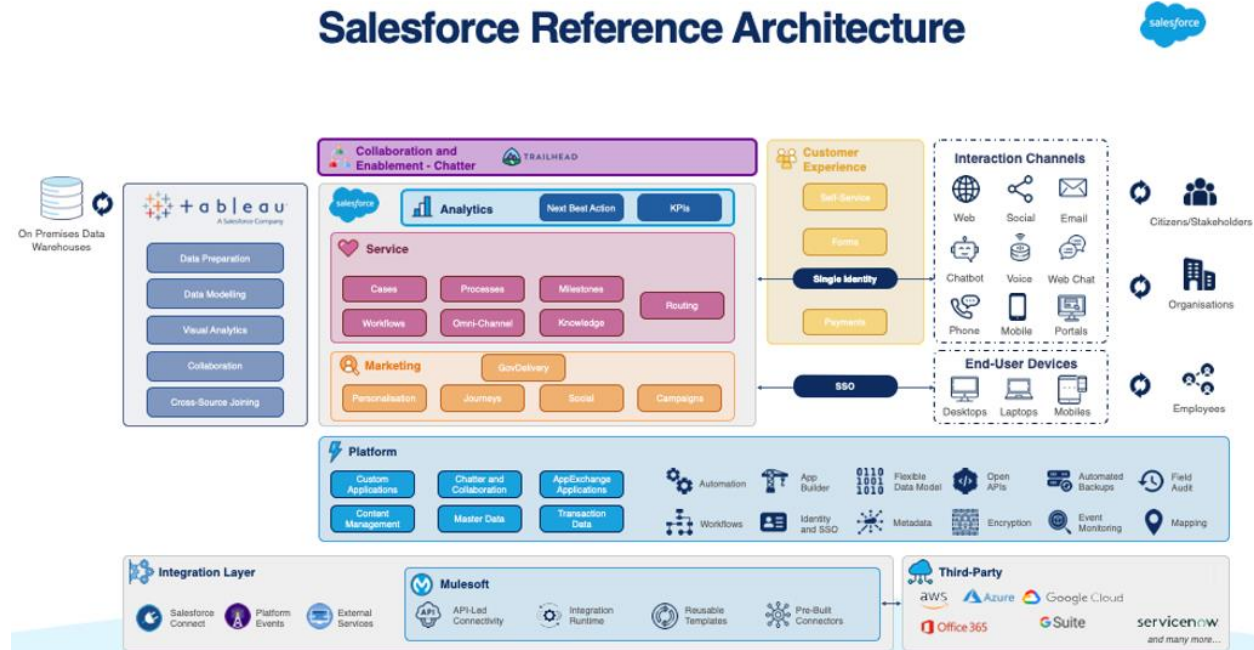 Salesforce Reference Architecture
salesforce
Collaboration and
Enablement - Chatter
TRAILHEAD
Customer
Experience
Self-Service
Forms
Single Identity
Payments
SSO
Interaction Channels
Web
Social
Email
Chatbot
Voice
Web Chat
Phone
Mobile
Portals
End-User Devices
Desktops
Laptops
Mobiles
Citizens/Stakeholders
Organisations
Employees
On Premises Data
Warehouses
+ a b l e a u
A Salesforce Company
Data Preparation
Data Modelling
Visual Analytics
Collaboration
Cross-Source Joining
salesforce
Analytics
Next Best Action
KPIs
Service
Cases
Processes
Milestones
Routing
Workflows
Omni-Channel
Knowledge
Marketing
GovDelivery
Personalisation
Journeys
Social
Campaigns
Platform
Custom
Applications
Chatter and
Collaboration
AppExchange
Applications
Content
Management
Master Data
Transaction
Data
Automation
App
Builder
0110
1001
1010
Flexible
Data Model
Open
APIs
Automated
Backups
Field
Audit
Workflows
Identity
and SSO
Metadata
Encryption
Event
Monitoring
Mapping
Integration Layer
Salesforce
Connect
Platform
Events
External
Services
Mulesoft
API
API-Led
Connectivity
Integration
Runtime
Reusable
Templates
Pre-Built
Connectors
Third-Party
aws
Azure
Google Cloud
Office 365
G Suite
servicenow
and many more...